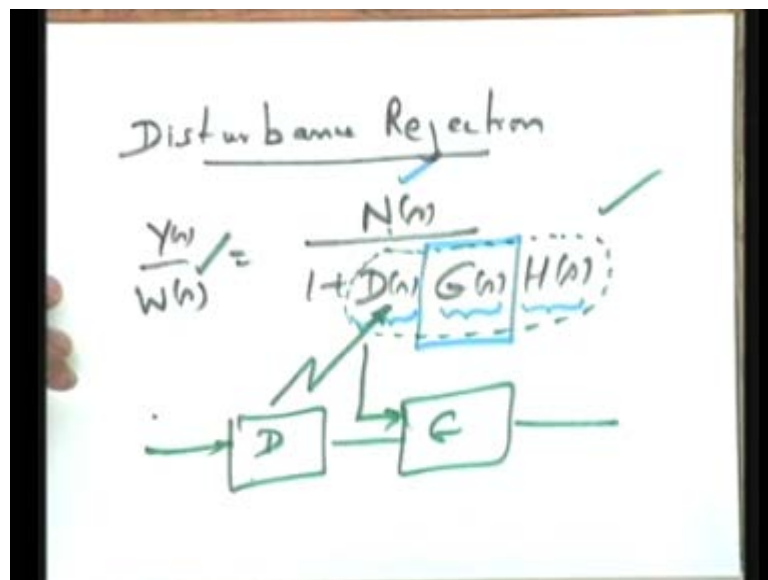 Disturbance Rejection
Y(s)/W(s) = N(s)/(1+D(s) G(s) H(s))
D G